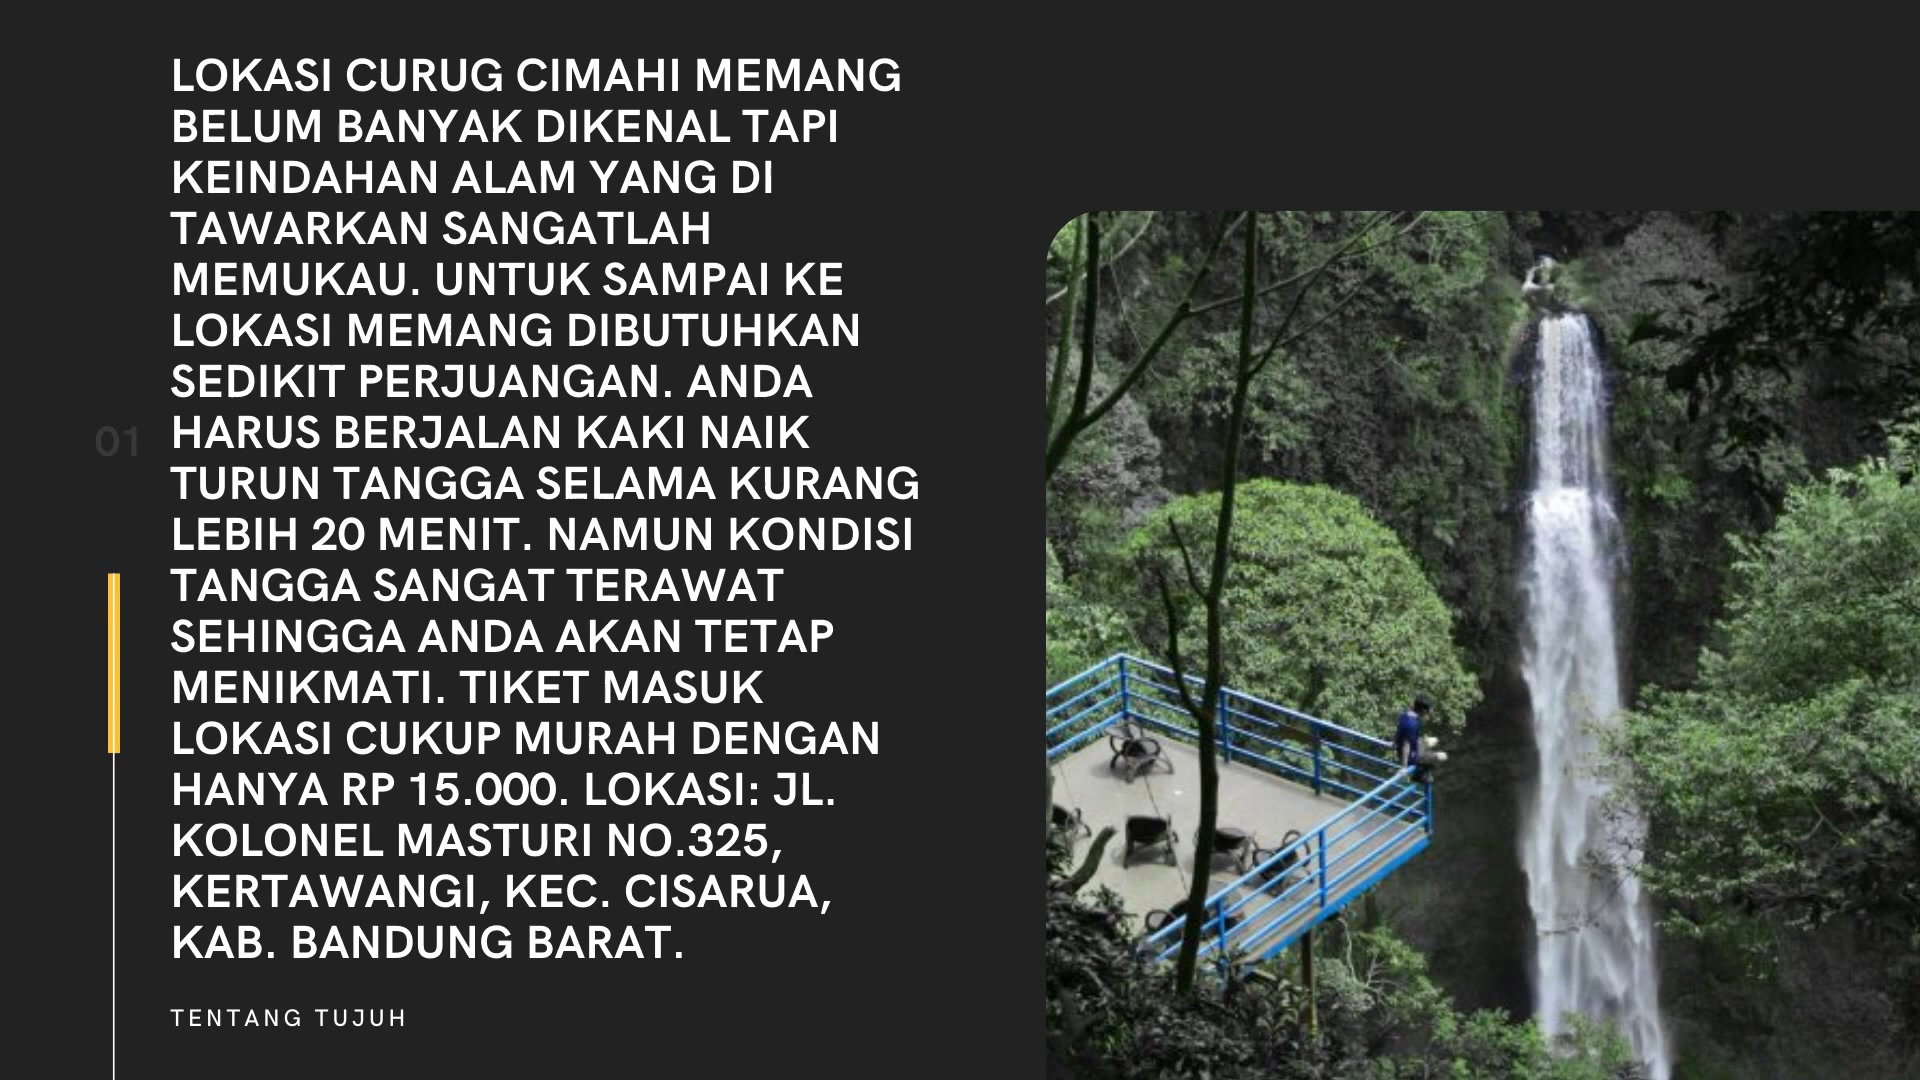 LOKASI CURUG CIMAHI MEMANG
BELUM BANYAK DIKENAL TAPI
KEINDAHAN ALAM YANG DI
TAWARKAN SANGATLAH
MEMUKAU. UNTUK SAMPAI KE
LOKASI MEMANG DIBUTUHKAN
SEDIKIT PERJUANGAN. ANDA
HARUS BERJALAN KAKI NAIK
01
TURUN TANGGA SELAMA KURANG
LEBIH 20 MENIT. NAMUN KONDISI
TANGGA SANGAT TERAWAT
SEHINGGA ANDA AKAN TETAP
MENIKMATI. TIKET MASUK
LOKASI CUKUP MURAH DENGAN
HANYA RP 15.000. LOKASI: JL.
KOLONEL MASTURI NO.325,
KERTAWANGI, KEC. CISARUA,
KAB. BANDUNG BARAT.
TENTANG TUJUH